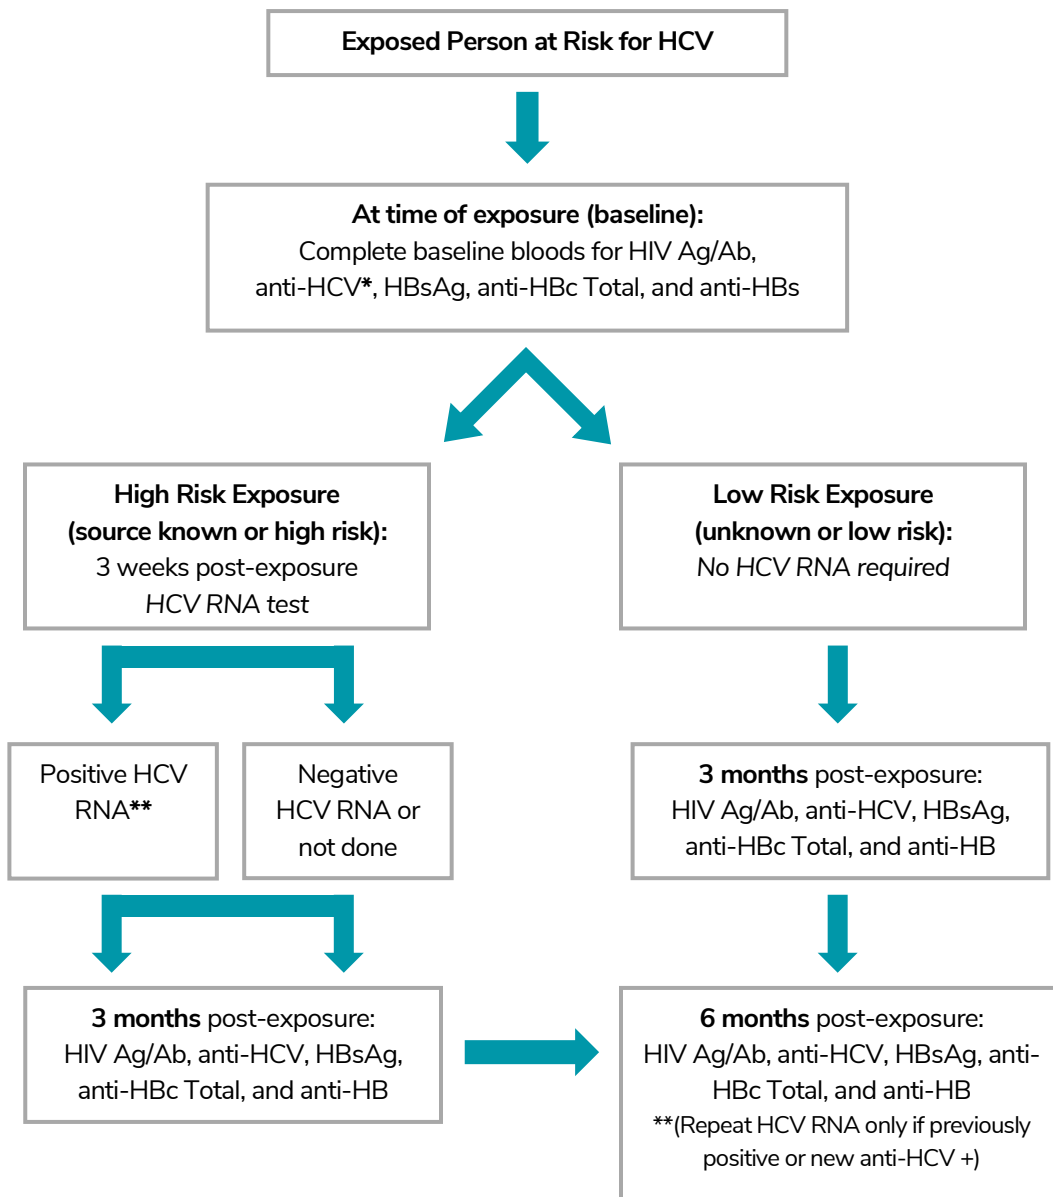 Exposed Person at Risk for HCV
At time of exposure (baseline):
Complete baseline bloods for HIV Ag/Ab,
anti-HCV*, HBsAg, anti-HBc Total, and anti-HBs
High Risk Exposure
(source known or high risk):
3 weeks post-exposure
HCV RNA test
Low Risk Exposure
(unknown or low risk):
No HCV RNA required
Positive HCV
RNA**
Negative
HCV RNA or
not done
3 months post-exposure:
HIV Ag/Ab, anti-HCV, HBsAg,
anti-HBc Total, and anti-HB
3 months post-exposure:
HIV Ag/Ab, anti-HCV, HBsAg,
anti-HBc Total, and anti-HB
6 months post-exposure:
HIV Ag/Ab, anti-HCV, HBsAg, anti-
HBc Total, and anti-HB
**(Repeat HCV RNA only if previously
positive or new anti-HCV +)